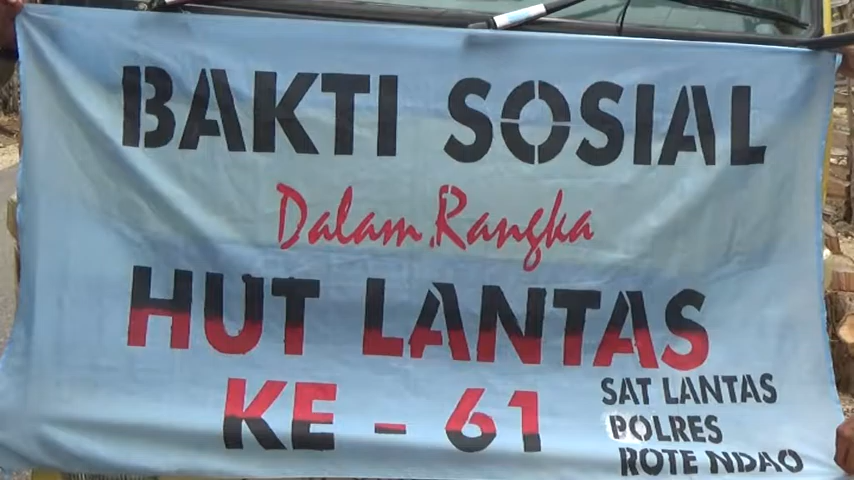 BAKTI SOSIAL
Dalam Rangka
HUT LANTAS
KE - 61
SAT LANTAS
POLRES
ROTE NDAO